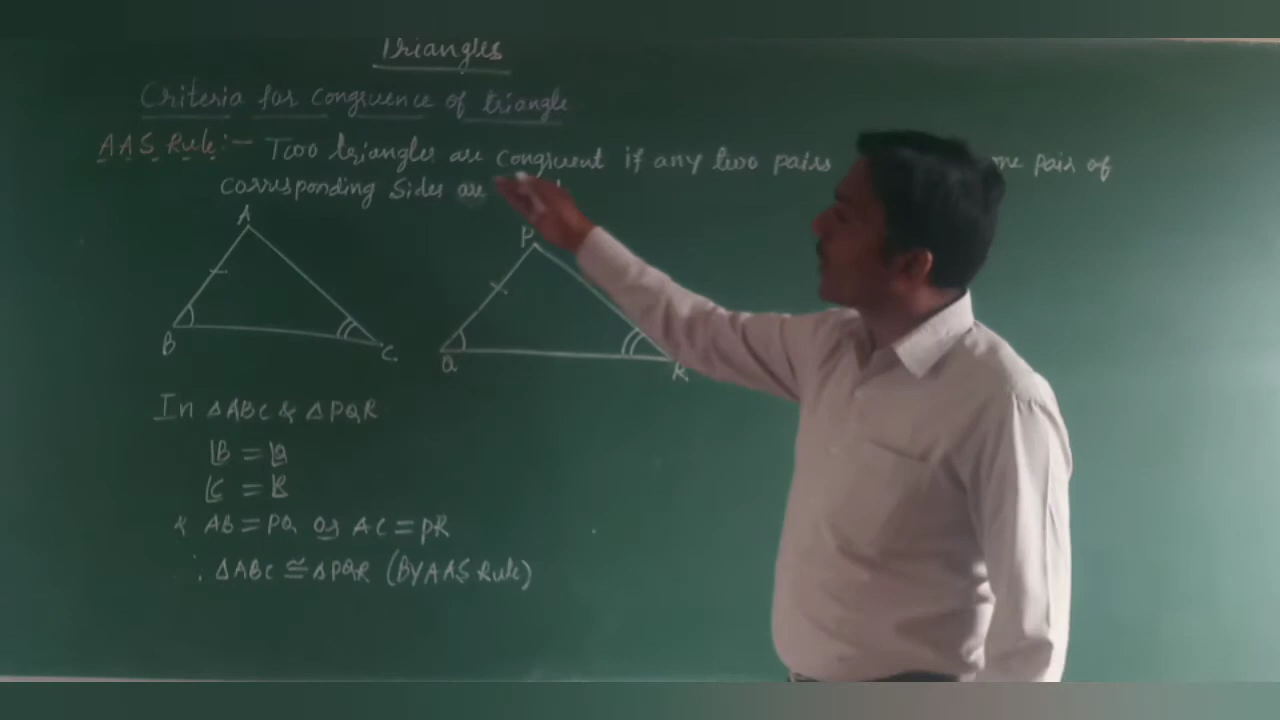 Triangles
Criteria for congruence of triangle
AAS Rule:- Two triangles are congruent if any two pairs pair of
corresponding sides are
A
P
B
C.
Q
R
In ΔABC & ΔPQR
∠B = ∠Q
∠C = ∠R
& AB = PQ or AC = PR
∴ ΔABC ≅ ΔPQR (By AAS Rule)